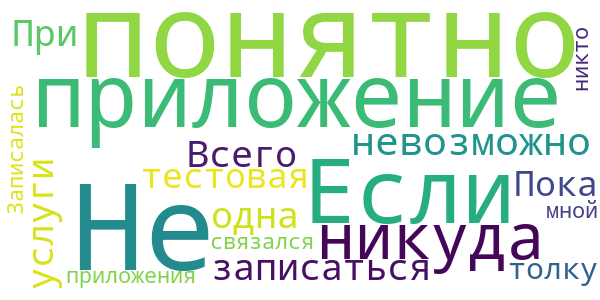 При
понятно
никто
приложение
Записалась
невозможно
Всего
тестовая
Если
Пока
услуги
Не
одна
мной
никуда
связался
записаться
толку
приложения